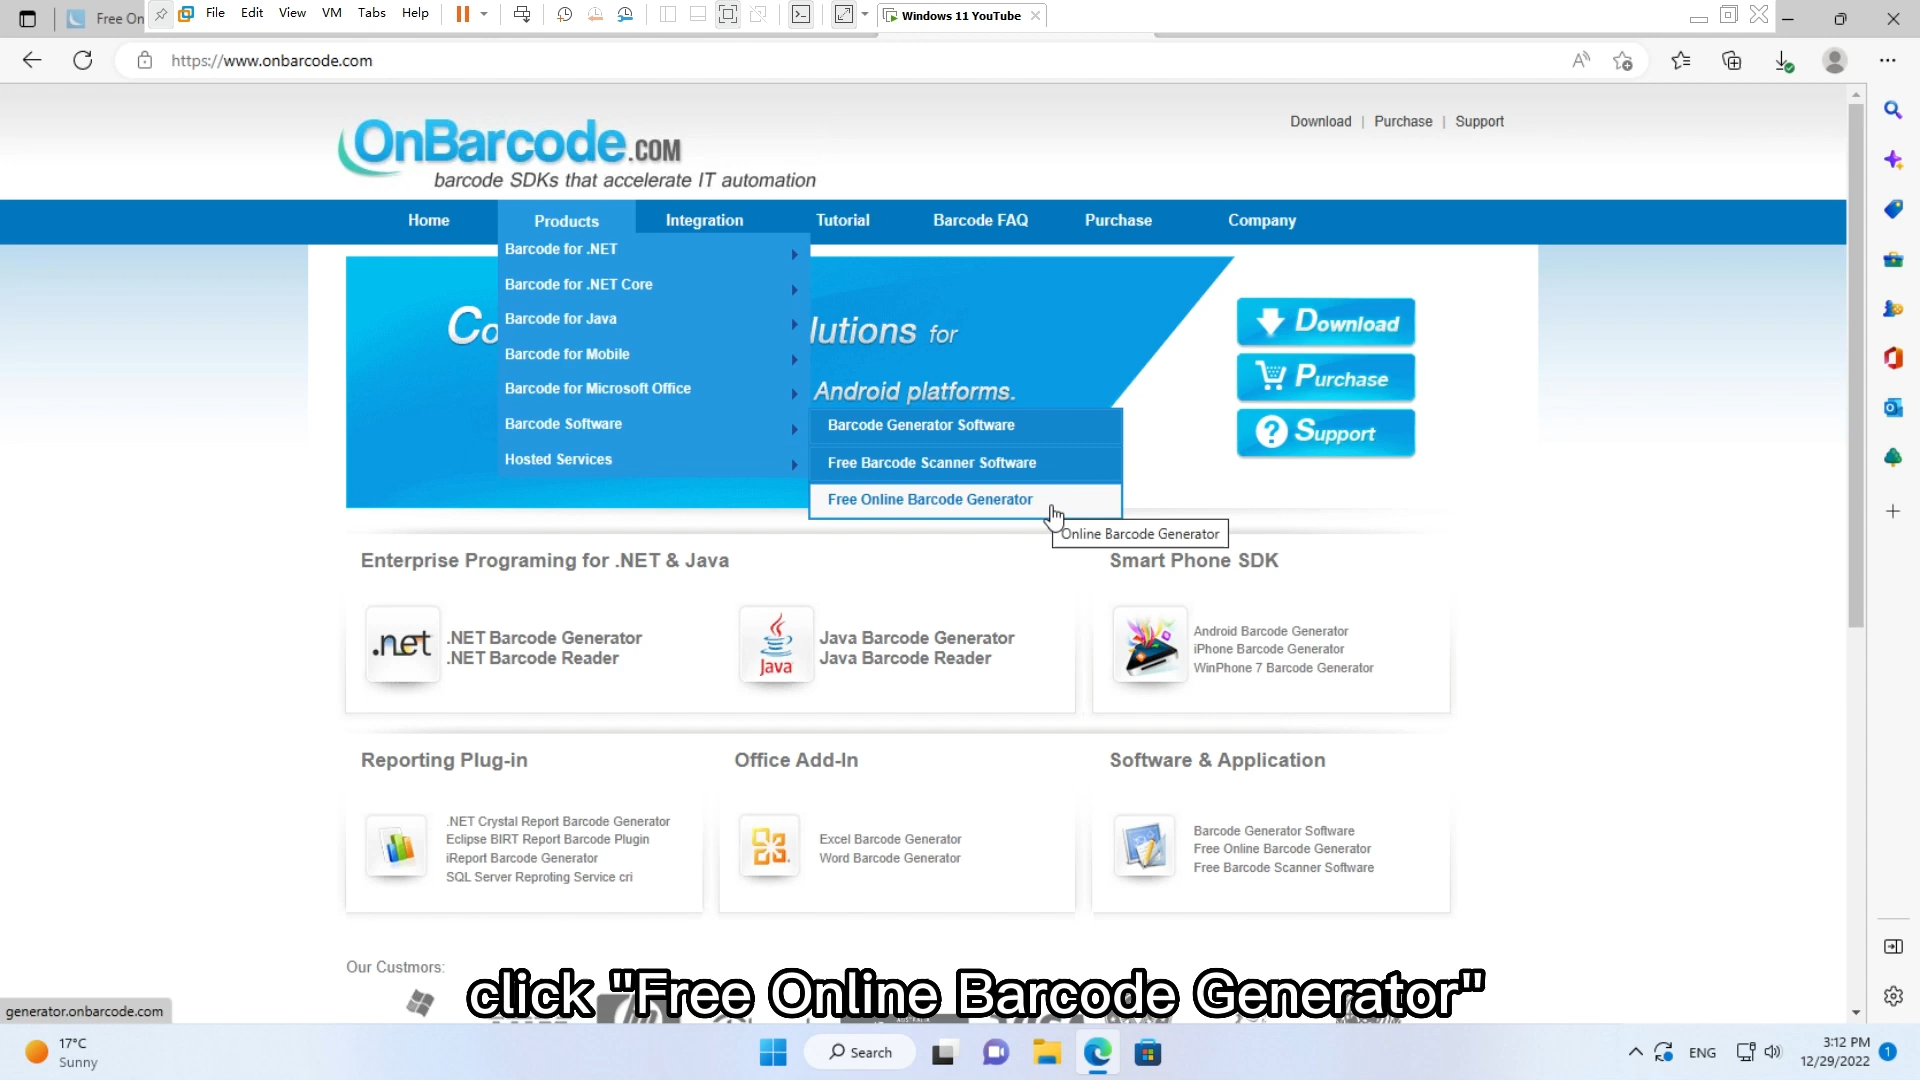 Free On
File Edit View VM Tabs Help
Windows 11 YouTube
https://www.onbarcode.com
OnBarcode.COM
barcode SDKs that accelerate IT automation
Download | Purchase | Support
Home Products Integration Tutorial Barcode FAQ Purchase Company
Barcode for .NET
Barcode for .NET Core
Barcode for Java
Barcode for Mobile
Barcode for Microsoft Office
Barcode Software
Hosted Services
Co
lutions for
Android platforms.
Barcode Generator Software
Free Barcode Scanner Software
Free Online Barcode Generator
Online Barcode Generator
Download
Purchase
Support
Enterprise Programing for .NET & Java
.net
.NET Barcode Generator
.NET Barcode Reader
Java
Java Barcode Generator
Java Barcode Reader
Smart Phone SDK
Android Barcode Generator
iPhone Barcode Generator
WinPhone 7 Barcode Generator
Reporting Plug-in
.NET Crystal Report Barcode Generator
Eclipse BIRT Report Barcode Plugin
iReport Barcode Generator
SQL Server Reproting Service cri
Office Add-In
Excel Barcode Generator
Word Barcode Generator
Software & Application
Barcode Generator Software
Free Online Barcode Generator
Free Barcode Scanner Software
Our Custmors:
click "Free Online Barcode Generator"
generator.onbarcode.com
17°C
Sunny
Search
ENG
3:12 PM
12/29/2022
1